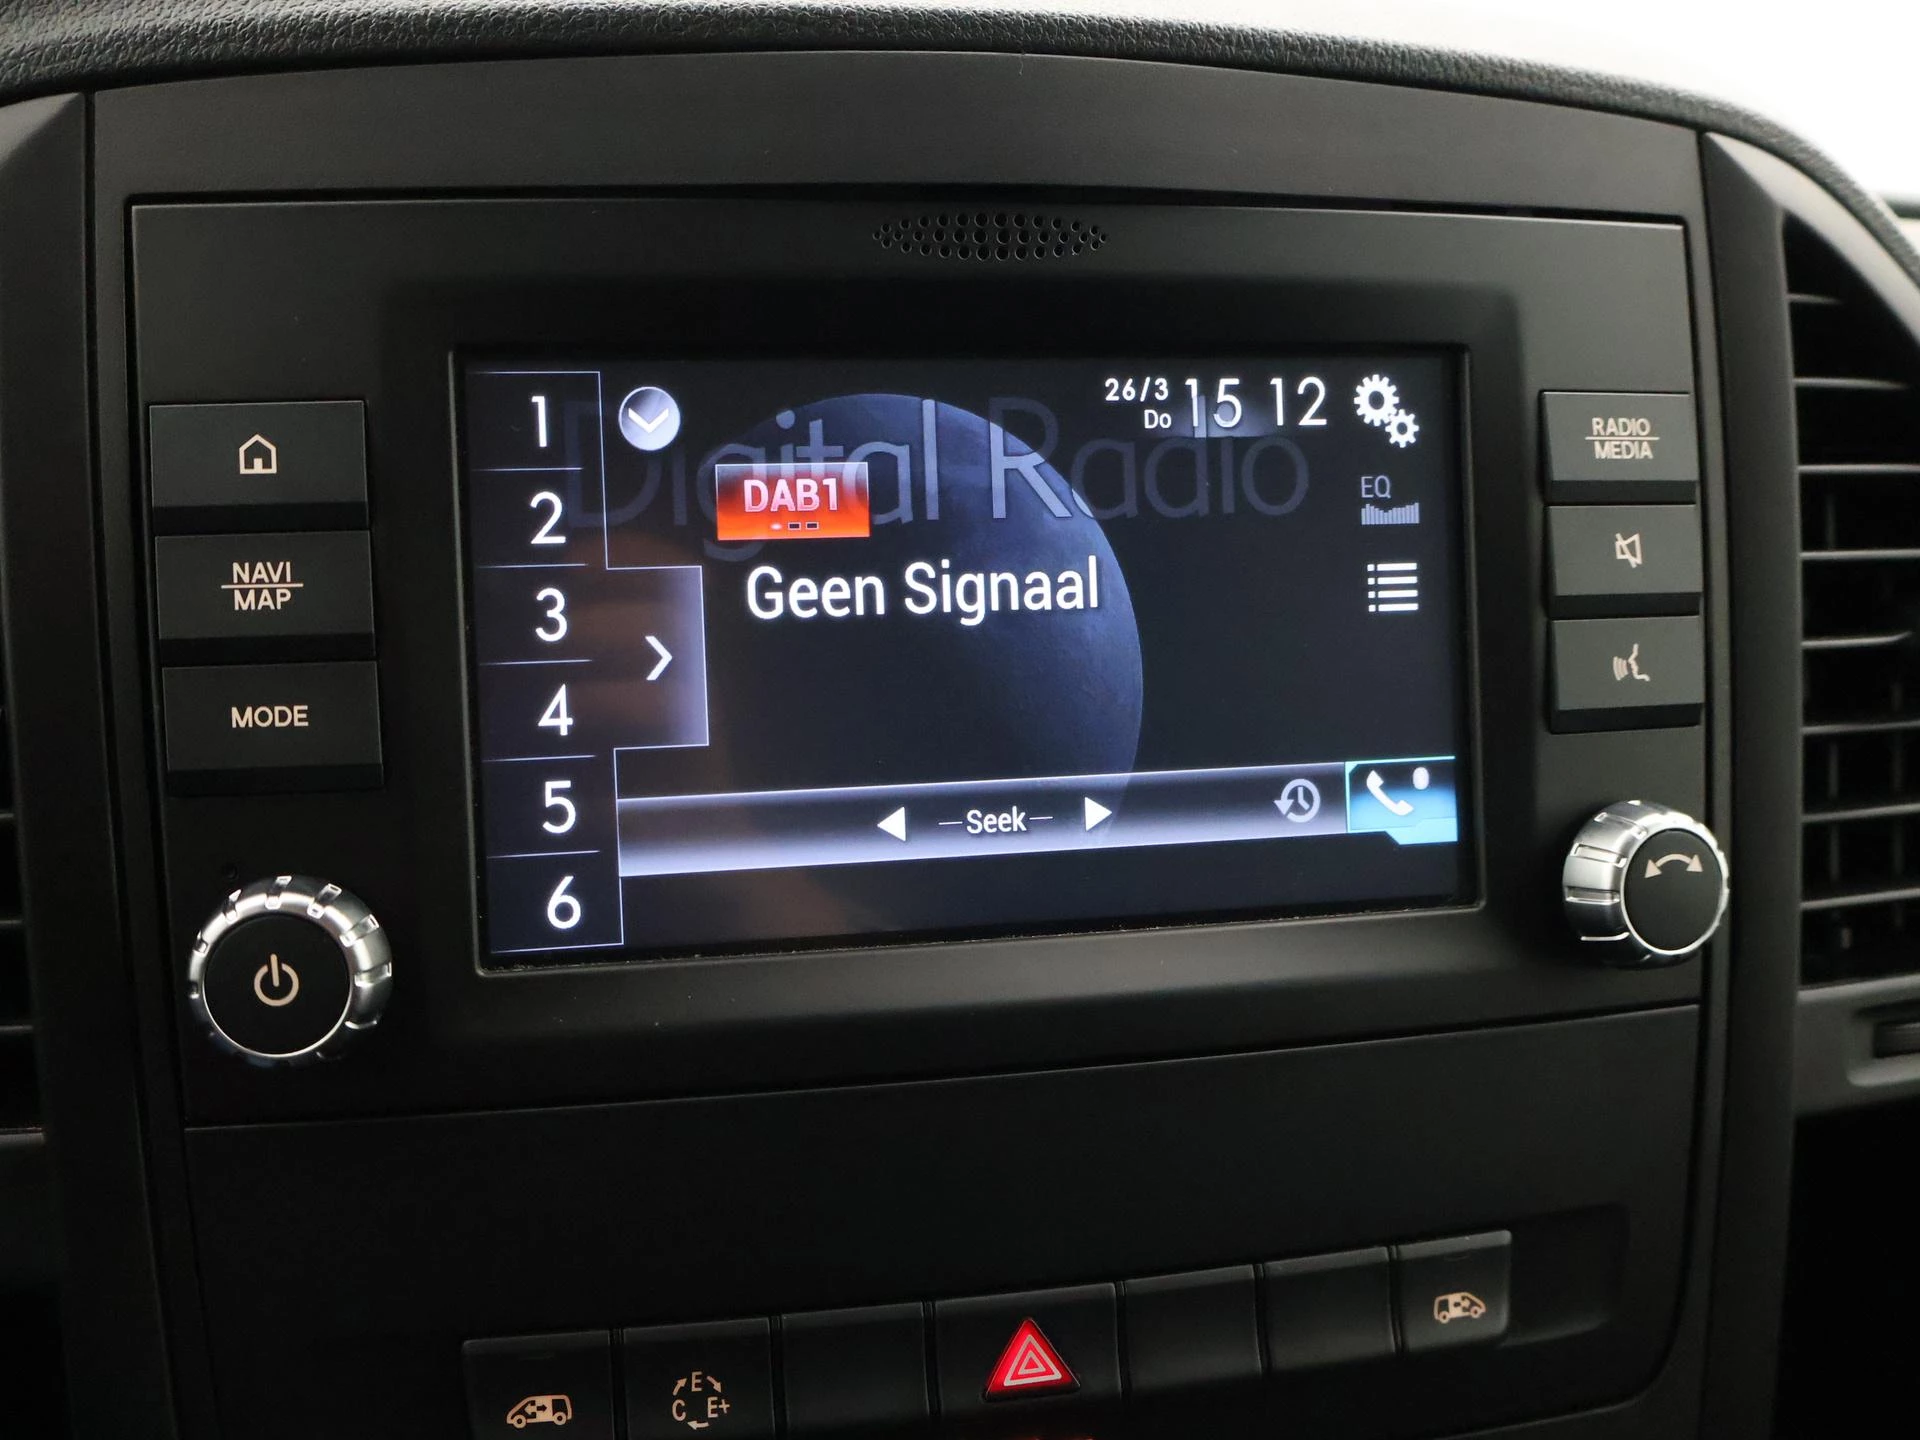 Digital Radio
26/3
Do
15 12
DAB1
Geen Signaal
EQ
1
2
3
4
5
6
Seek
NAVI
MAP
MODE
RADIO
MEDIA
E
C E+